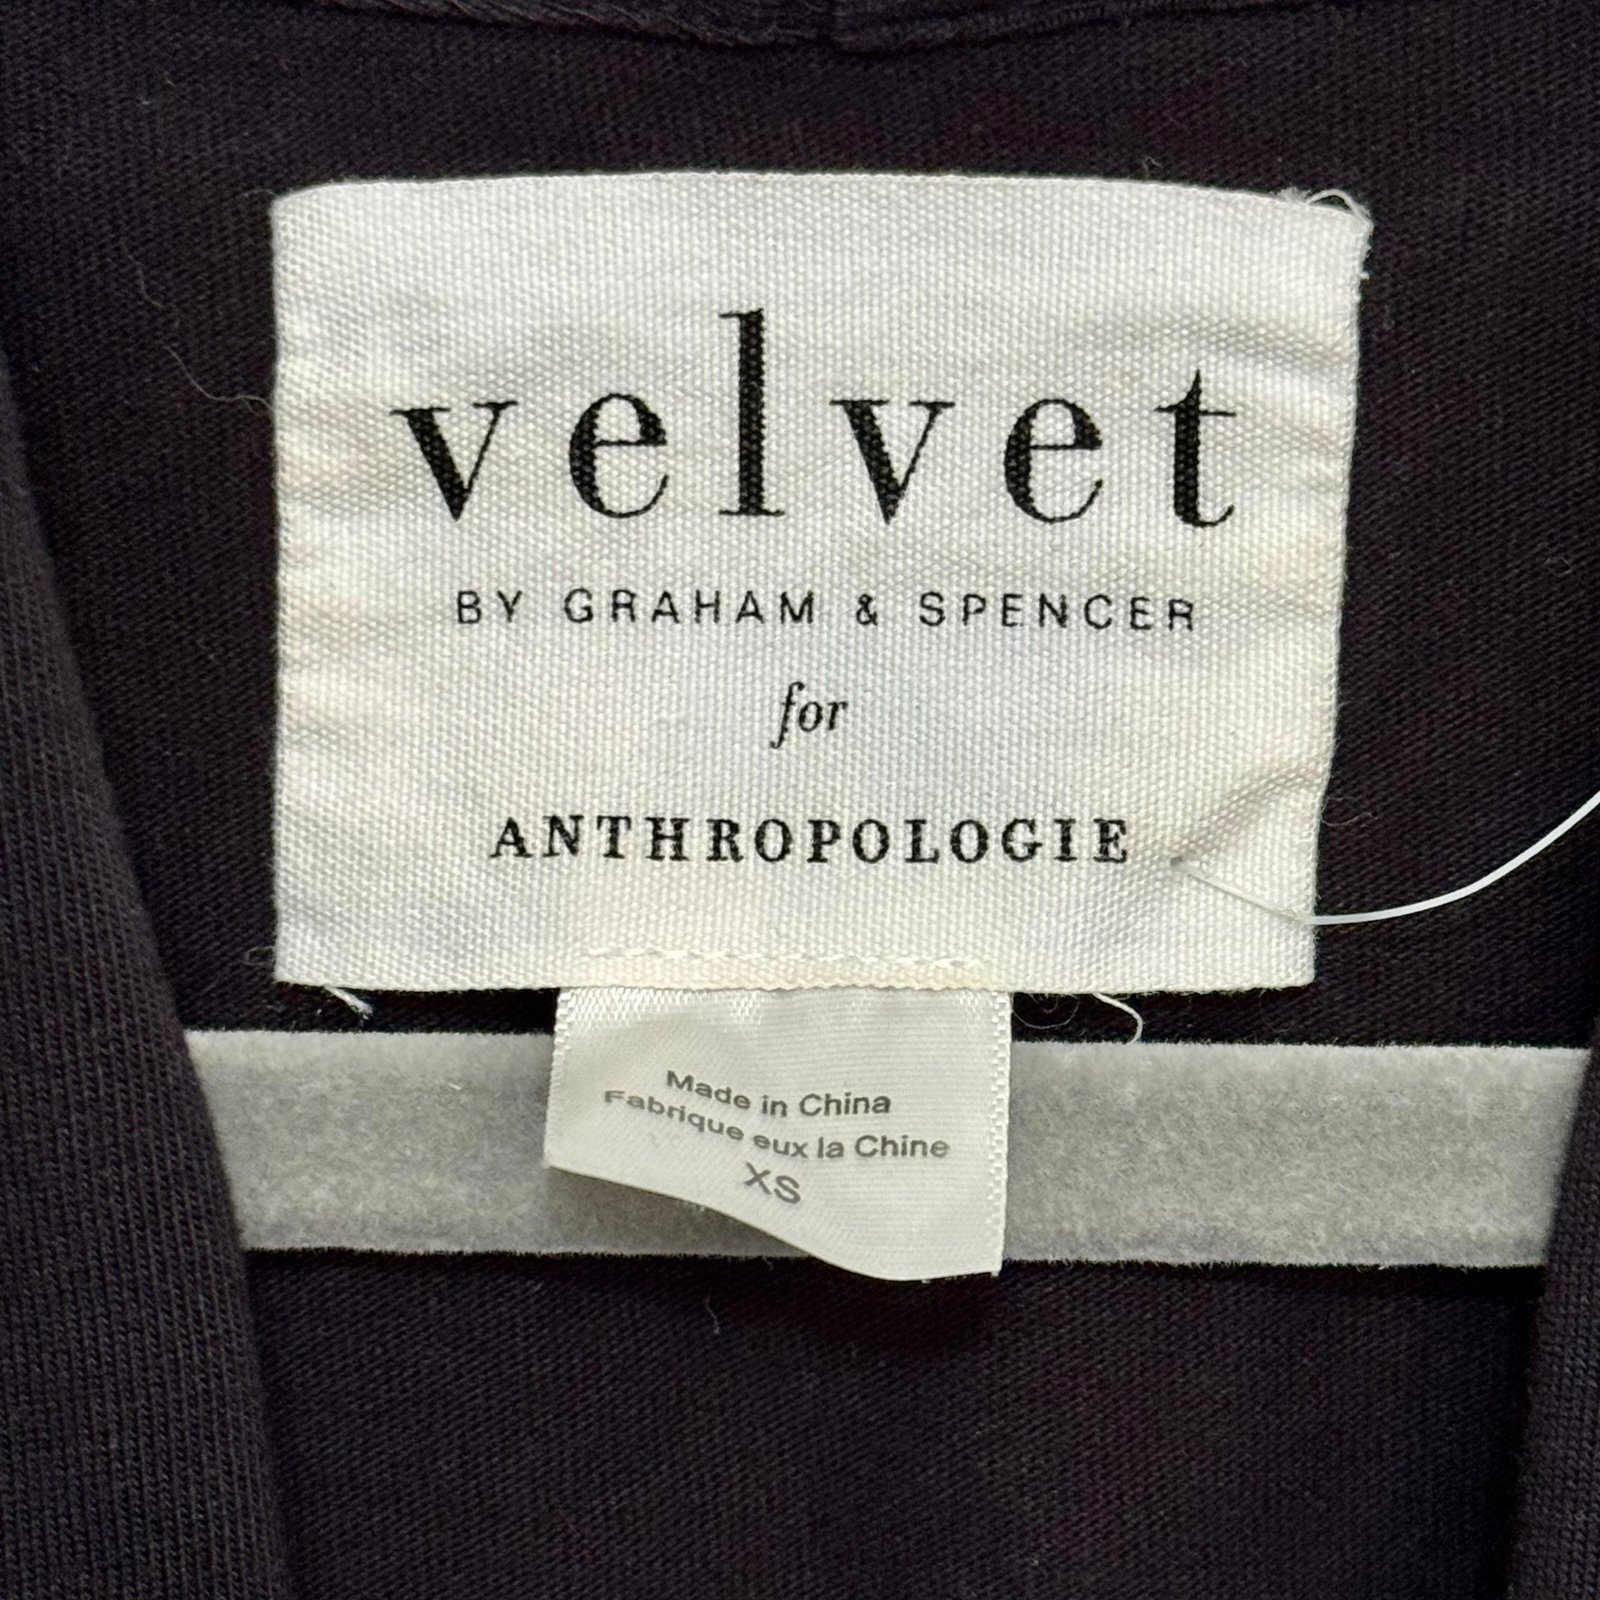 velvet
BY GRAHAM & SPENCER
for
ANTHROPOLOGIE
Made in China
Fabrique eux la Chine
XS